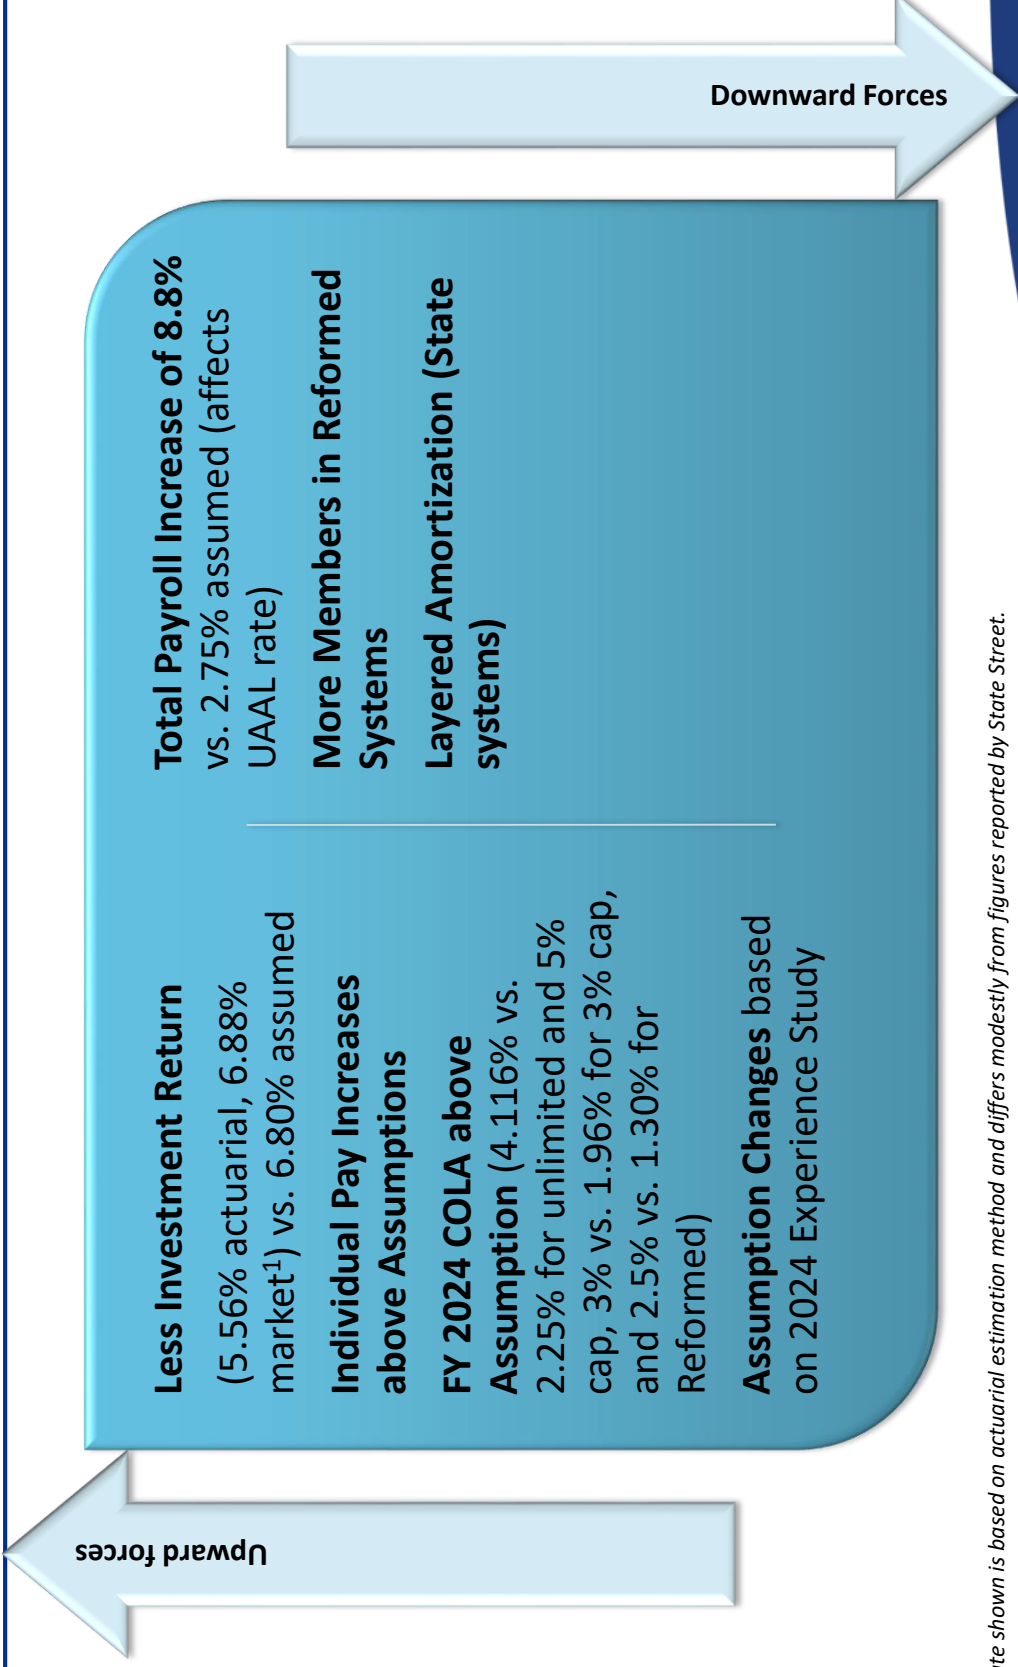 Upward forces
Less Investment Return
(5.56% actuarial, 6.88%
market¹) vs. 6.80% assumed
Individual Pay Increases
above Assumptions
FY 2024 COLA above
Assumption (4.116% vs.
2.25% for unlimited and 5%
cap, 3% vs. 1.96% for 3% cap,
and 2.5% vs. 1.30% for
Reformed)
Assumption Changes based
on 2024 Experience Study
Total Payroll Increase of 8.8%
vs. 2.75% assumed (affects
UAAL rate)
More Members in Reformed
Systems
Layered Amortization (State
systems)
Downward Forces
shown is based on actuarial estimation method and differs modestly from figures reported by State Street.